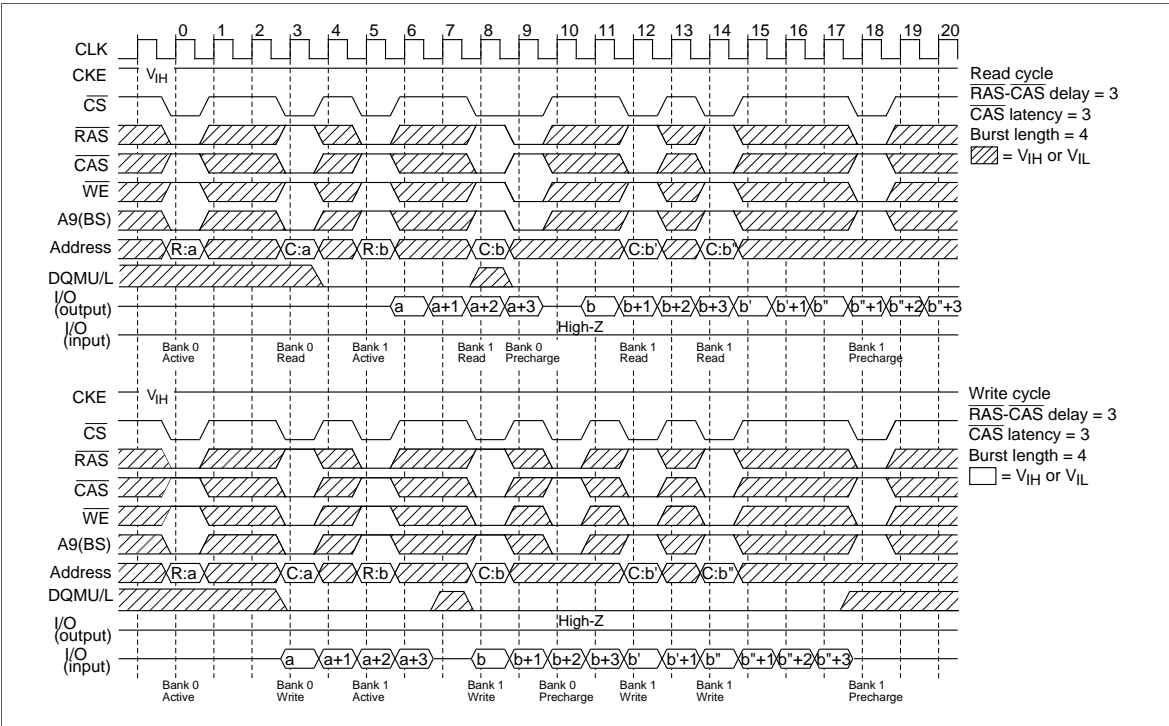 0 1 2 3 4 5 6 7 8 9 10 11 12 13 14 15 16 17 18 19 20
CLK
CKE VIH
CS
RAS
CAS
WE
A9(BS)
Address R:a C:a R:b C:b C:b' C:b"
DQMU/L
I/O (output) a a+1 a+2 a+3 b b+1 b+2 b+3 b' b'+1 b" b"+1 b"+2 b"+3
I/O (input) High-Z
Bank 0 Active
Bank 0 Read
Bank 1 Active
Bank 1 Read
Bank 0 Precharge
Bank 1 Read
Bank 1 Read
Bank 1 Precharge
Read cycle
RAS-CAS delay = 3
CAS latency = 3
Burst length = 4
= VIH or VIL
CKE VIH
CS
RAS
CAS
WE
A9(BS)
Address R:a C:a R:b C:b C:b' C:b"
DQMU/L
I/O (output) High-Z
I/O (input) a a+1 a+2 a+3 b b+1 b+2 b+3 b' b'+1 b" b"+1 b"+2 b"+3
Bank 0 Active
Bank 0 Write
Bank 1 Active
Bank 1 Write
Bank 0 Precharge
Bank 1 Write
Bank 1 Write
Bank 1 Precharge
Write cycle
RAS-CAS delay = 3
CAS latency = 3
Burst length = 4
= VIH or VIL